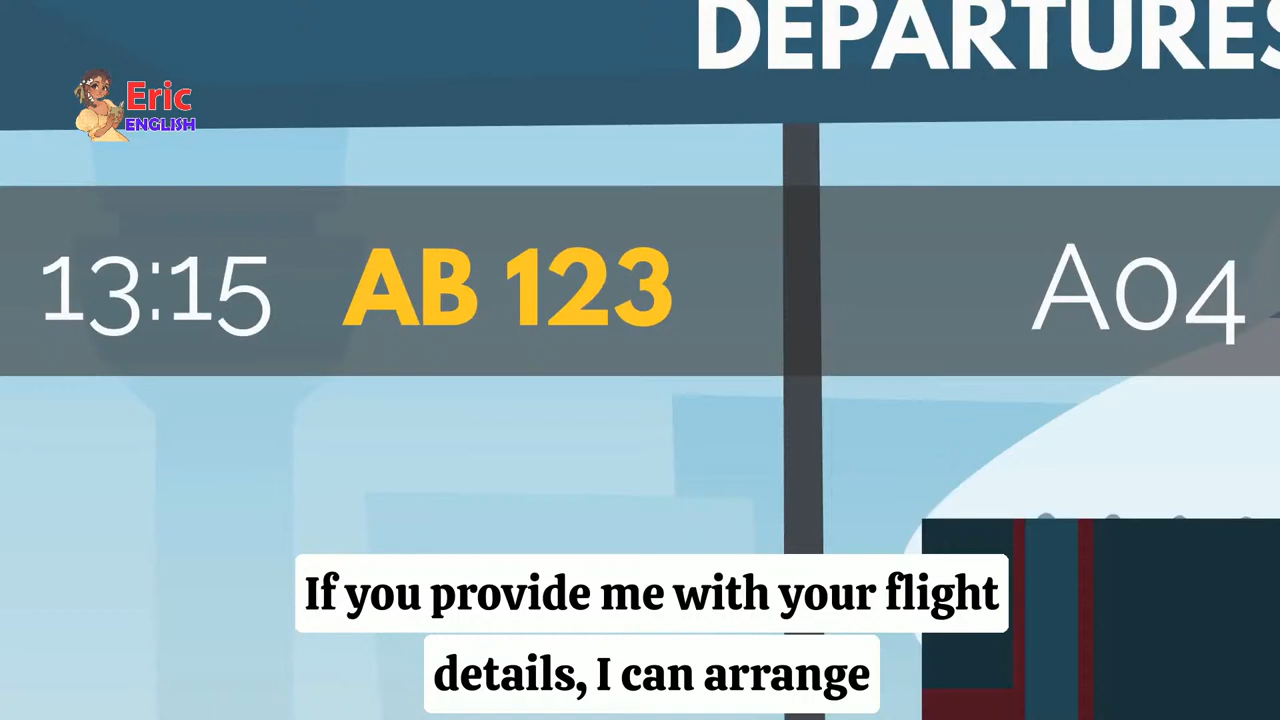 DEPARTURES
Eric
ENGLISH
13:15 AB 123 A04
If you provide me with your flight
details, I can arrange